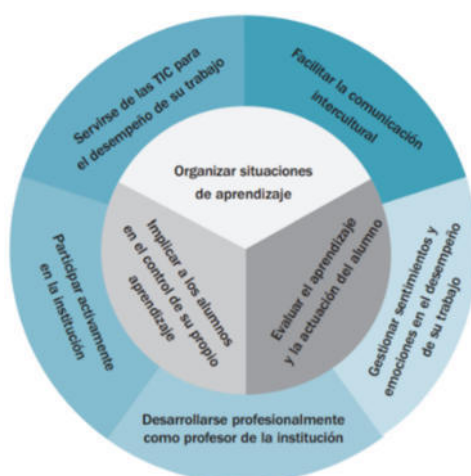 Servirse de las TIC para
el desempeño de su trabajo
Facilitar la comunicación
intercultural
Organizar situaciones
de aprendizaje
Implicar a los alumnos
en el control de su propio
aprendizaje
Evaluar el aprendizaje
y la actuación del alumno
Participar activamente
en la institución
Gestionar sentimientos y
emociones en el desempeño
de su trabajo
Desarrollarse profesionalmente
como profesor de la institución